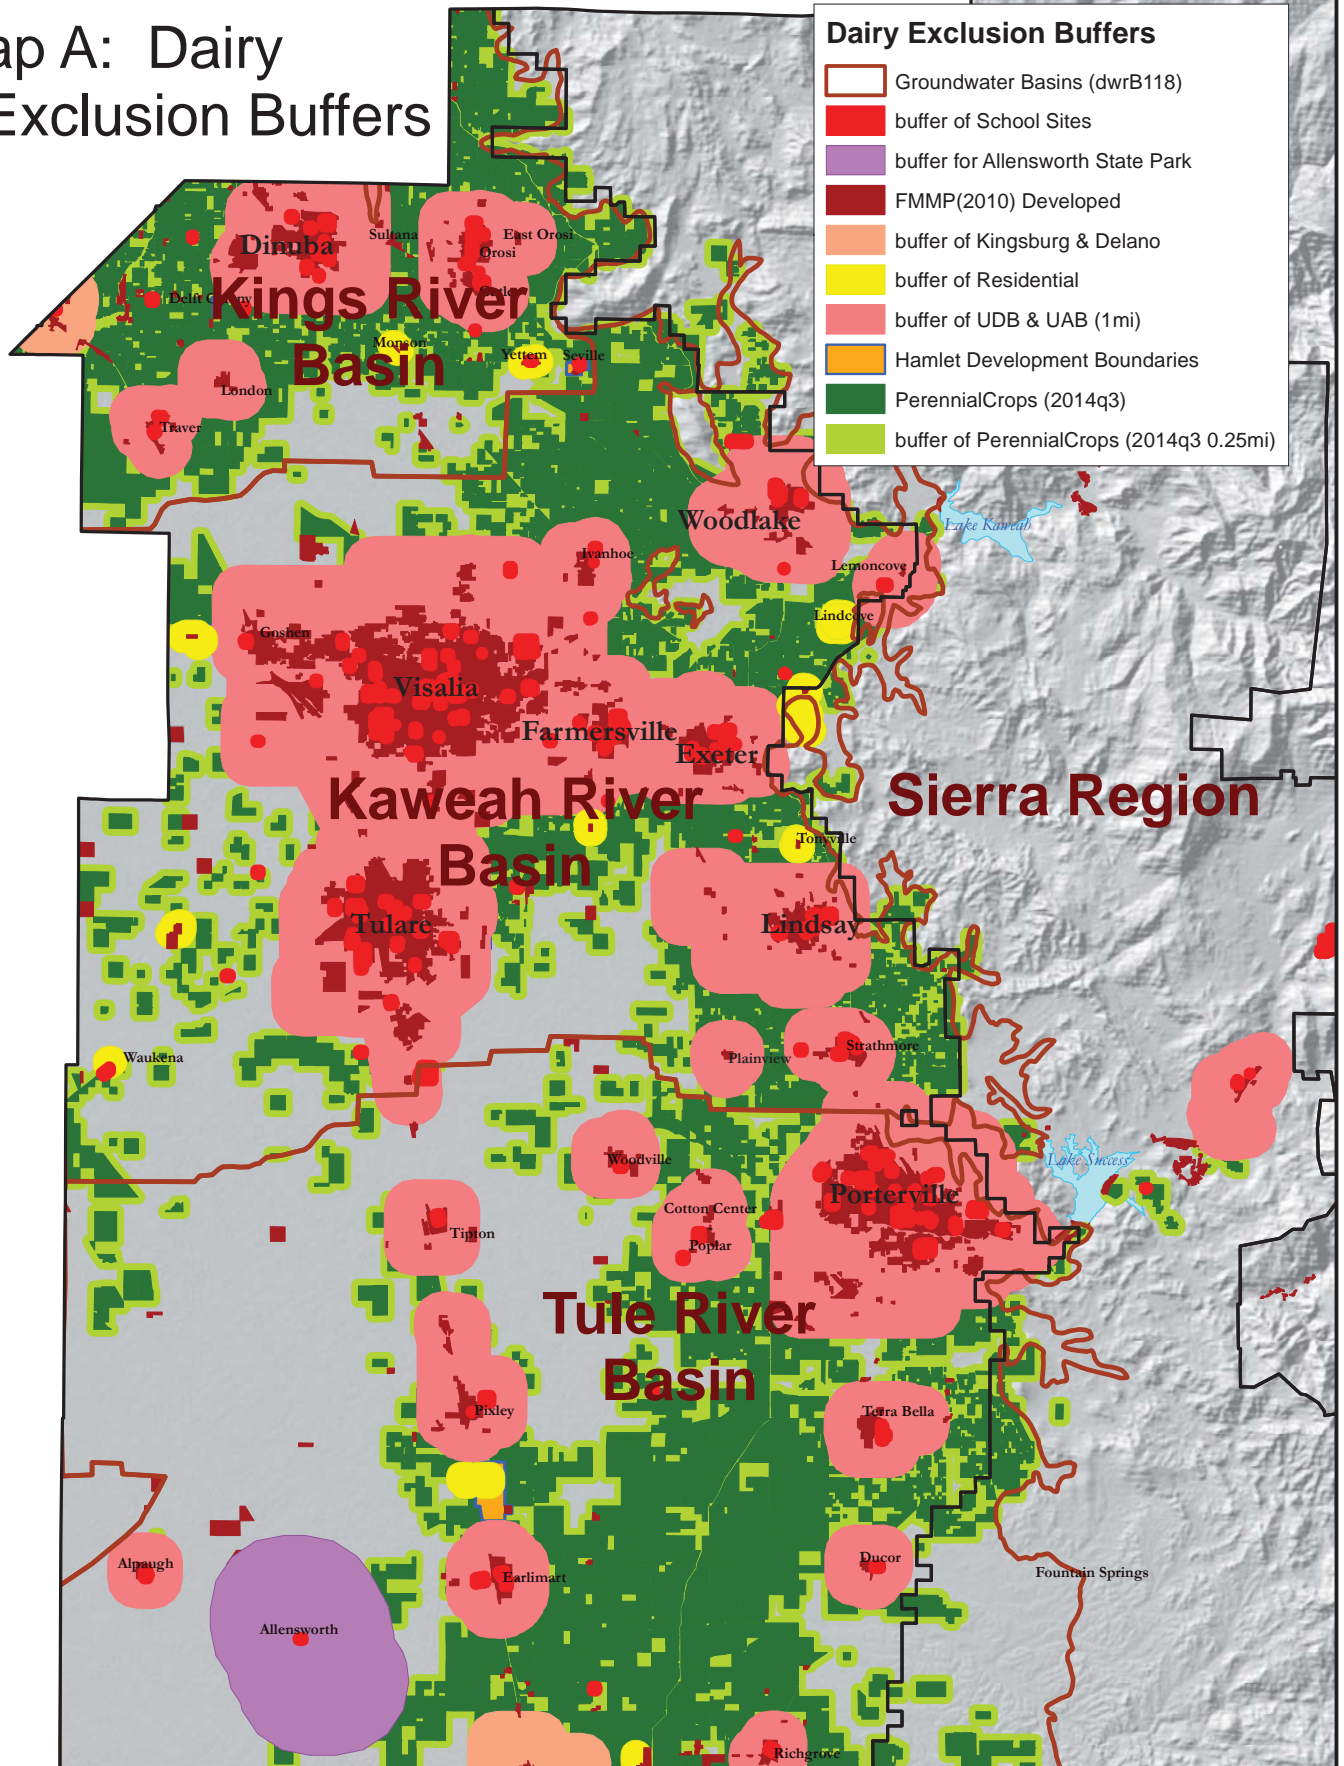 ap A: Dairy
Exclusion Buffers
Dairy Exclusion Buffers
Groundwater Basins (dwrB118)
buffer of School Sites
buffer for Allensworth State Park
FMMP(2010) Developed
buffer of Kingsburg & Delano
buffer of Residential
buffer of UDB & UAB (1mi)
Hamlet Development Boundaries
PerennialCrops (2014q3)
buffer of PerennialCrops (2014q3 0.25mi)
Dinuba
Sultana
East Orosi
Orosi
Cutler
Delft Colony
Kings River
Basin
Monson
Yettem
Seville
London
Traver
Woodlake
Lake Kaweah
Ivanhoe
Lemoncove
Lindcove
Goshen
Visalia
Farmersville
Exeter
Kaweah River
Basin
Sierra Region
Tonyville
Tulare
Lindsay
Waukena
Plainview
Strathmore
Woodville
Lake Success
Porterville
Cotton Center
Poplar
Tipton
Tule River
Basin
Pixley
Terra Bella
Alpaugh
Earlimart
Ducor
Fountain Springs
Allensworth
Richgrove